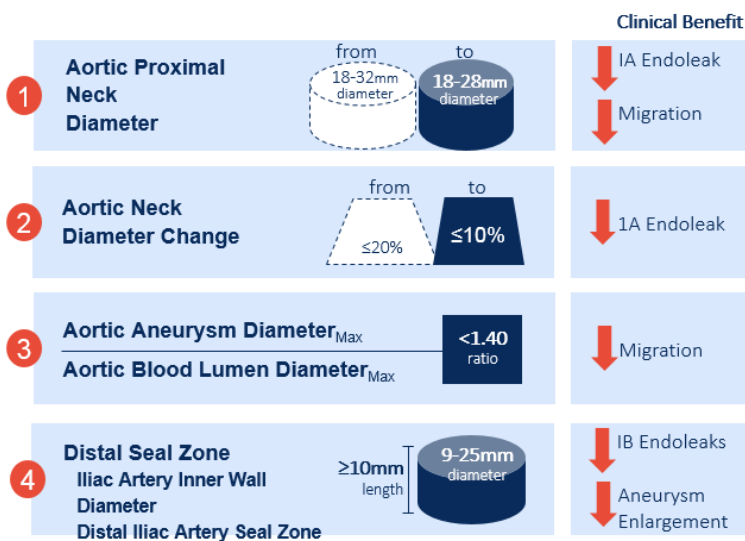 Clinical Benefit
1
Aortic Proximal
Neck
Diameter
from
to
18-32mm
diameter
18-28mm
diameter
IA Endoleak
Migration
2
Aortic Neck
Diameter Change
from
to
≤20%
≤10%
1A Endoleak
3
Aortic Aneurysm DiameterMax
Aortic Blood Lumen DiameterMax
<1.40
ratio
Migration
4
Distal Seal Zone
Iliac Artery Inner Wall
Diameter
Distal Iliac Artery Seal Zone
≥10mm
length
9-25mm
diameter
IB Endoleaks
Aneurysm
Enlargement